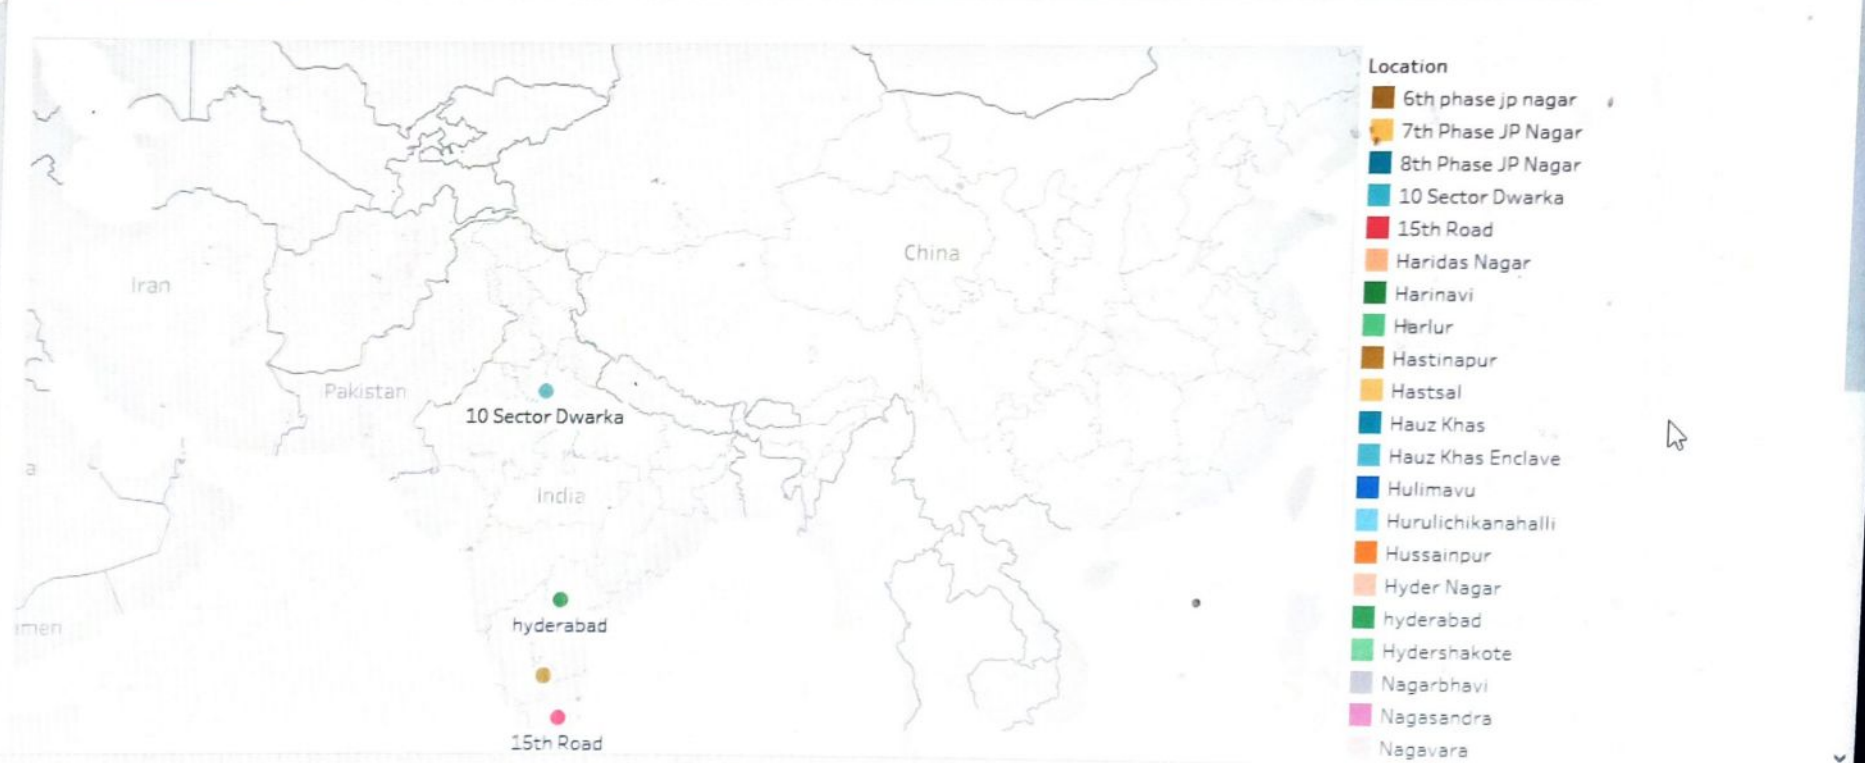 Location
6th phase jp nagar
7th Phase JP Nagar
8th Phase JP Nagar
10 Sector Dwarka
15th Road
Haridas Nagar
Harinavi
Harlur
Hastinapur
Hastsal
Hauz Khas
Hauz Khas Enclave
Hulimavu
Hurulichikanahalli
Hussainpur
Hyder Nagar
hyderabad
Hydershakote
Nagarbhavi
Nagasandra
Nagavara
China
Iran
Pakistan
10 Sector Dwarka
a
India
hyderabad
imen
15th Road